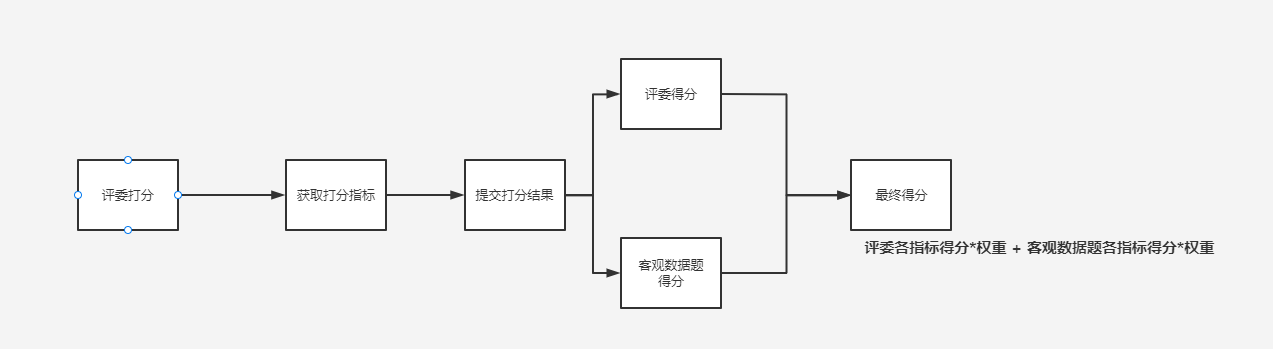 评委打分
获取打分指标
提交打分结果
评委得分
客观数据题
得分
最终得分
评委各指标得分*权重 + 客观数据题各指标得分*权重